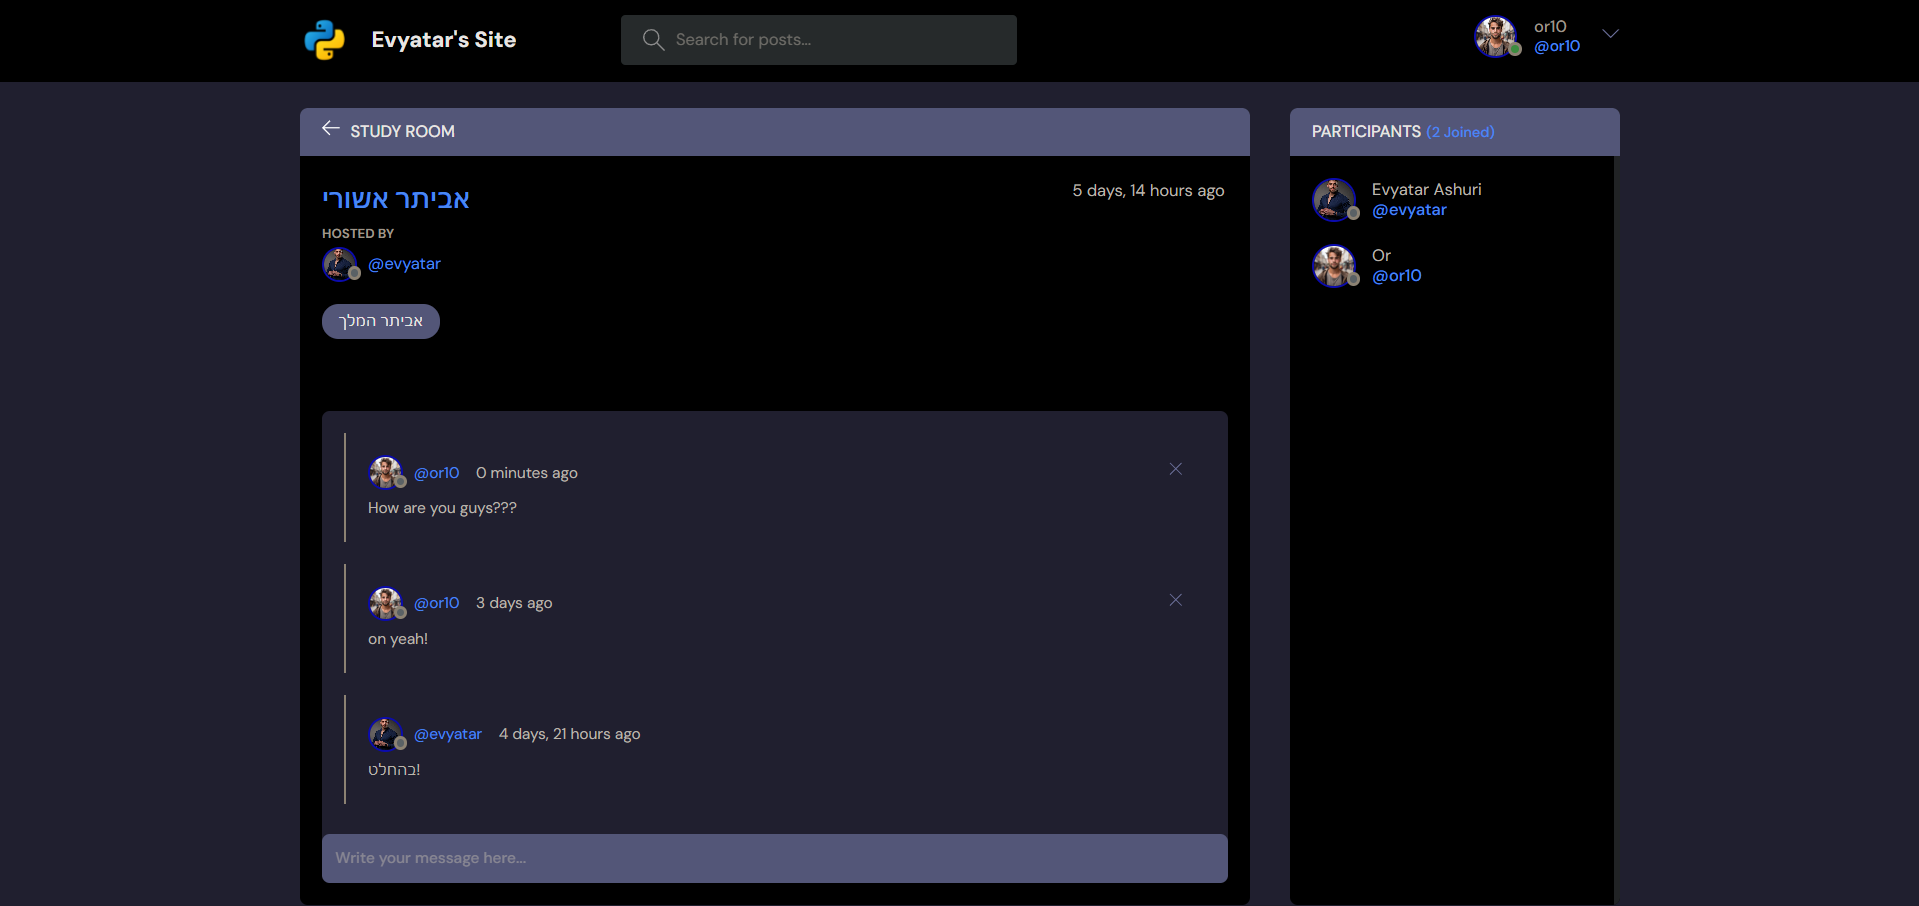 Evyatar's Site
Search for posts...
or10
@or10
STUDY ROOM
אביתר אשורי
5 days, 14 hours ago
HOSTED BY
@evyatar
אביתר המלך
@or10 0 minutes ago
How are you guys???
@or10 3 days ago
on yeah!
@evyatar 4 days, 21 hours ago
בהחלט!
Write your message here...
PARTICIPANTS (2 Joined)
Evyatar Ashuri
@evyatar
Or
@or10